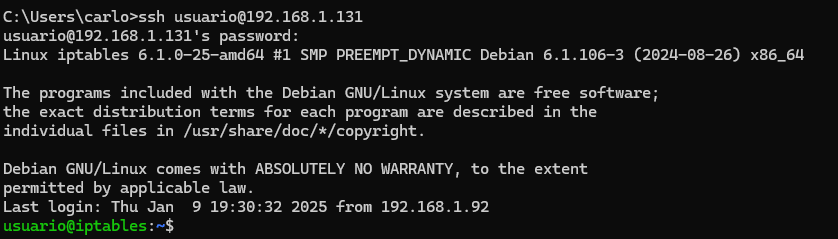 C:\Users\carlo>ssh usuario@192.168.1.131
usuario@192.168.1.131's password:
Linux iptables 6.1.0-25-amd64 #1 SMP PREEMPT_DYNAMIC Debian 6.1.106-3 (2024-08-26) x86_64

The programs included with the Debian GNU/Linux system are free software;
the exact distribution terms for each program are described in the
individual files in /usr/share/doc/*/copyright.

Debian GNU/Linux comes with ABSOLUTELY NO WARRANTY, to the extent
permitted by applicable law.
Last login: Thu Jan  9 19:30:32 2025 from 192.168.1.92
usuario@iptables:~$